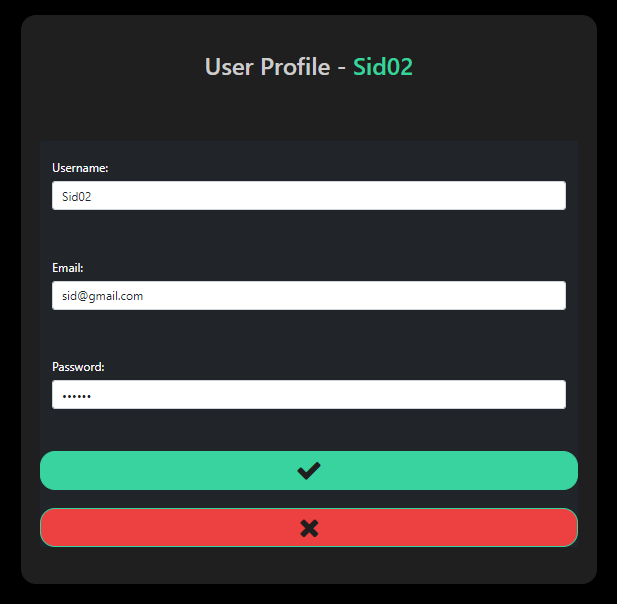 User Profile - Sid02
Username:
Sid02
Email:
sid@gmail.com
Password:
••••••